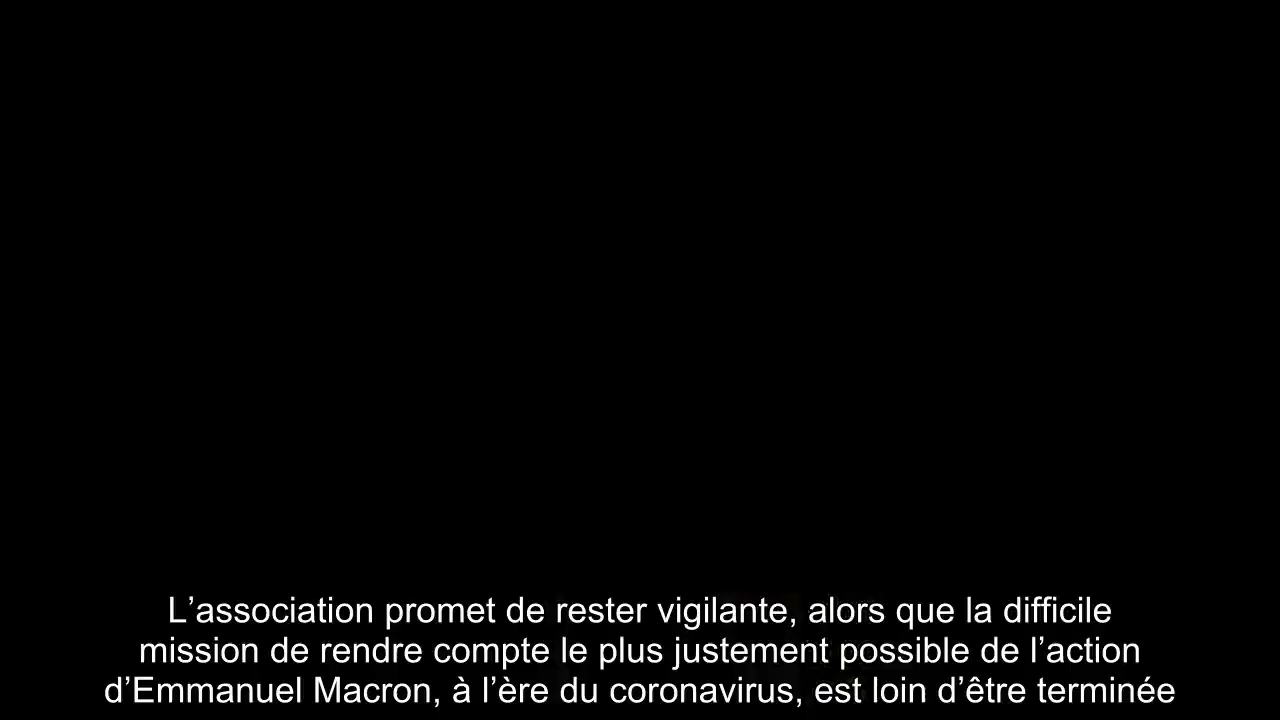 L’association promet de rester vigilante, alors que la difficile
mission de rendre compte le plus justement possible de l’action
d’Emmanuel Macron, à l’ère du coronavirus, est loin d’être terminée